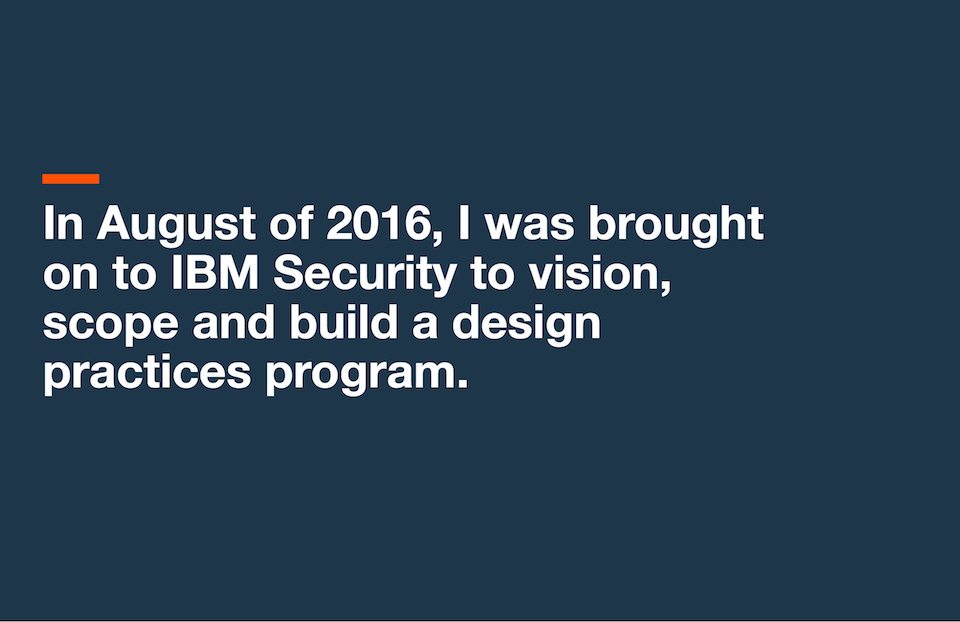 In August of 2016, I was brought
on to IBM Security to vision,
scope and build a design
practices program.